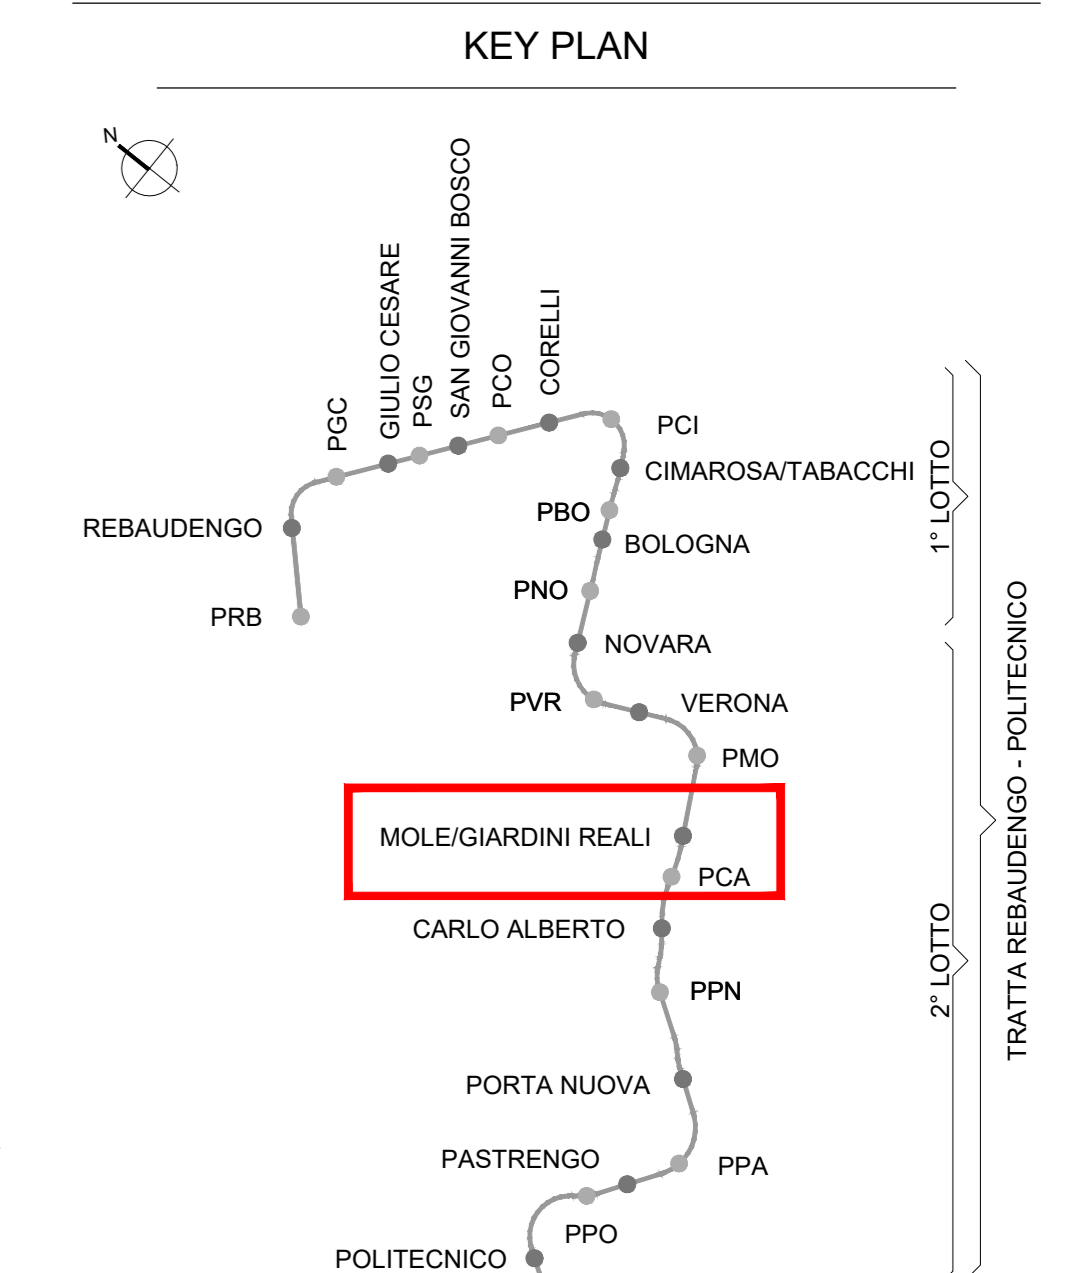 KEY PLAN
N
PGC
GIULIO CESARE
PSG
SAN GIOVANNI BOSCO
PCO
CORELLI
PCI
CIMAROSA/TABACCHI
REBAUDENGO
PBO
BOLOGNA
PNO
PRB
NOVARA
PVR
VERONA
PMO
MOLE/GIARDINI REALI
PCA
CARLO ALBERTO
PPN
PORTA NUOVA
PASTRENGO
PPA
PPO
POLITECNICO
1° LOTTO
2° LOTTO
TRATTA REBAUDENGO - POLITECNICO